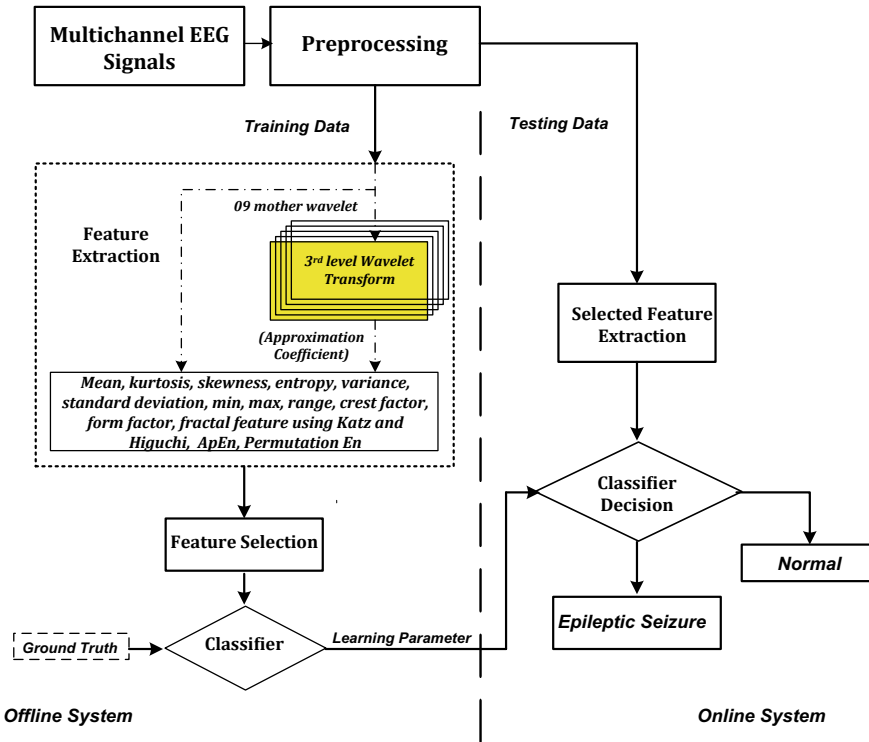 Multichannel EEG
Signals
Preprocessing
Training Data
Testing Data
09 mother wavelet
Feature
Extraction
3rd level Wavelet
Transform
(Approximation
Coefficient)
Mean, kurtosis, skewness, entropy, variance,
standard deviation, min, max, range, crest factor,
form factor, fractal feature using Katz and
Higuchi, ApEn, Permutation En
Selected Feature
Extraction
Feature Selection
Classifier
Decision
Normal
Epileptic Seizure
Ground Truth
Classifier
Learning Parameter
Offline System
Online System